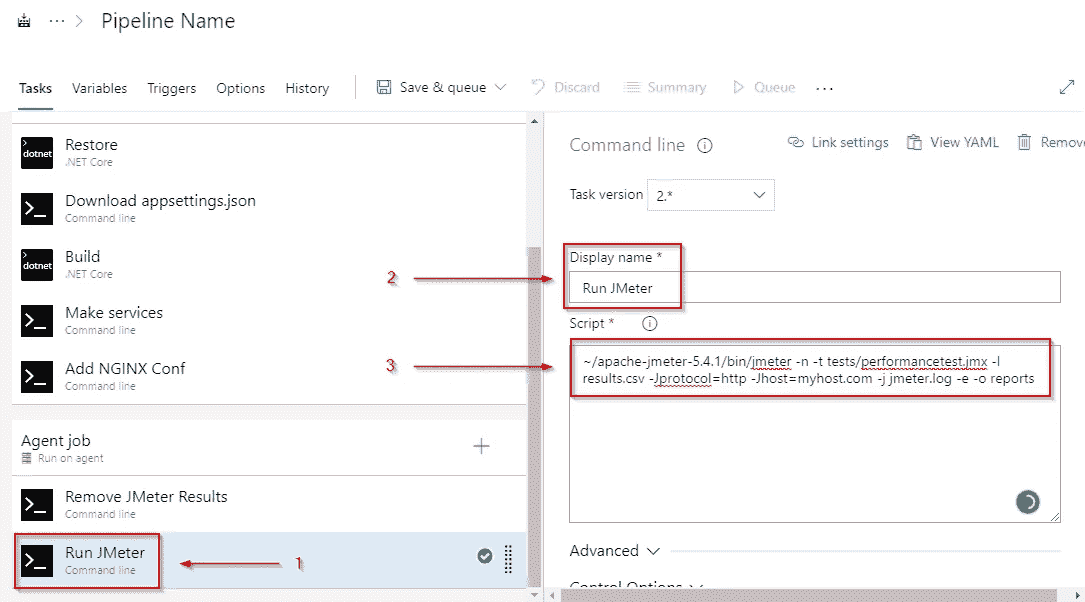 ··· > Pipeline Name
Tasks Variables Triggers Options History Save & queue Discard Summary Queue ...
dotnet
Restore
.NET Core
Download appsettings.json
Command line
dotnet
Build
.NET Core
Make services
Command line
Add NGINX Conf
Command line
Agent job
Run on agent
Remove JMeter Results
Command line
Run JMeter
Command line
1
Command line Link settings View YAML Remove
Task version 2.*
Display name *
2
Run JMeter
Script *
3
~/apache-jmeter-5.4.1/bin/jmeter -n -t tests/performancetest.jmx -l
results.csv -Jprotocol=http -Jhost=myhost.com -j jmeter.log -e -o reports
Advanced
Control Options